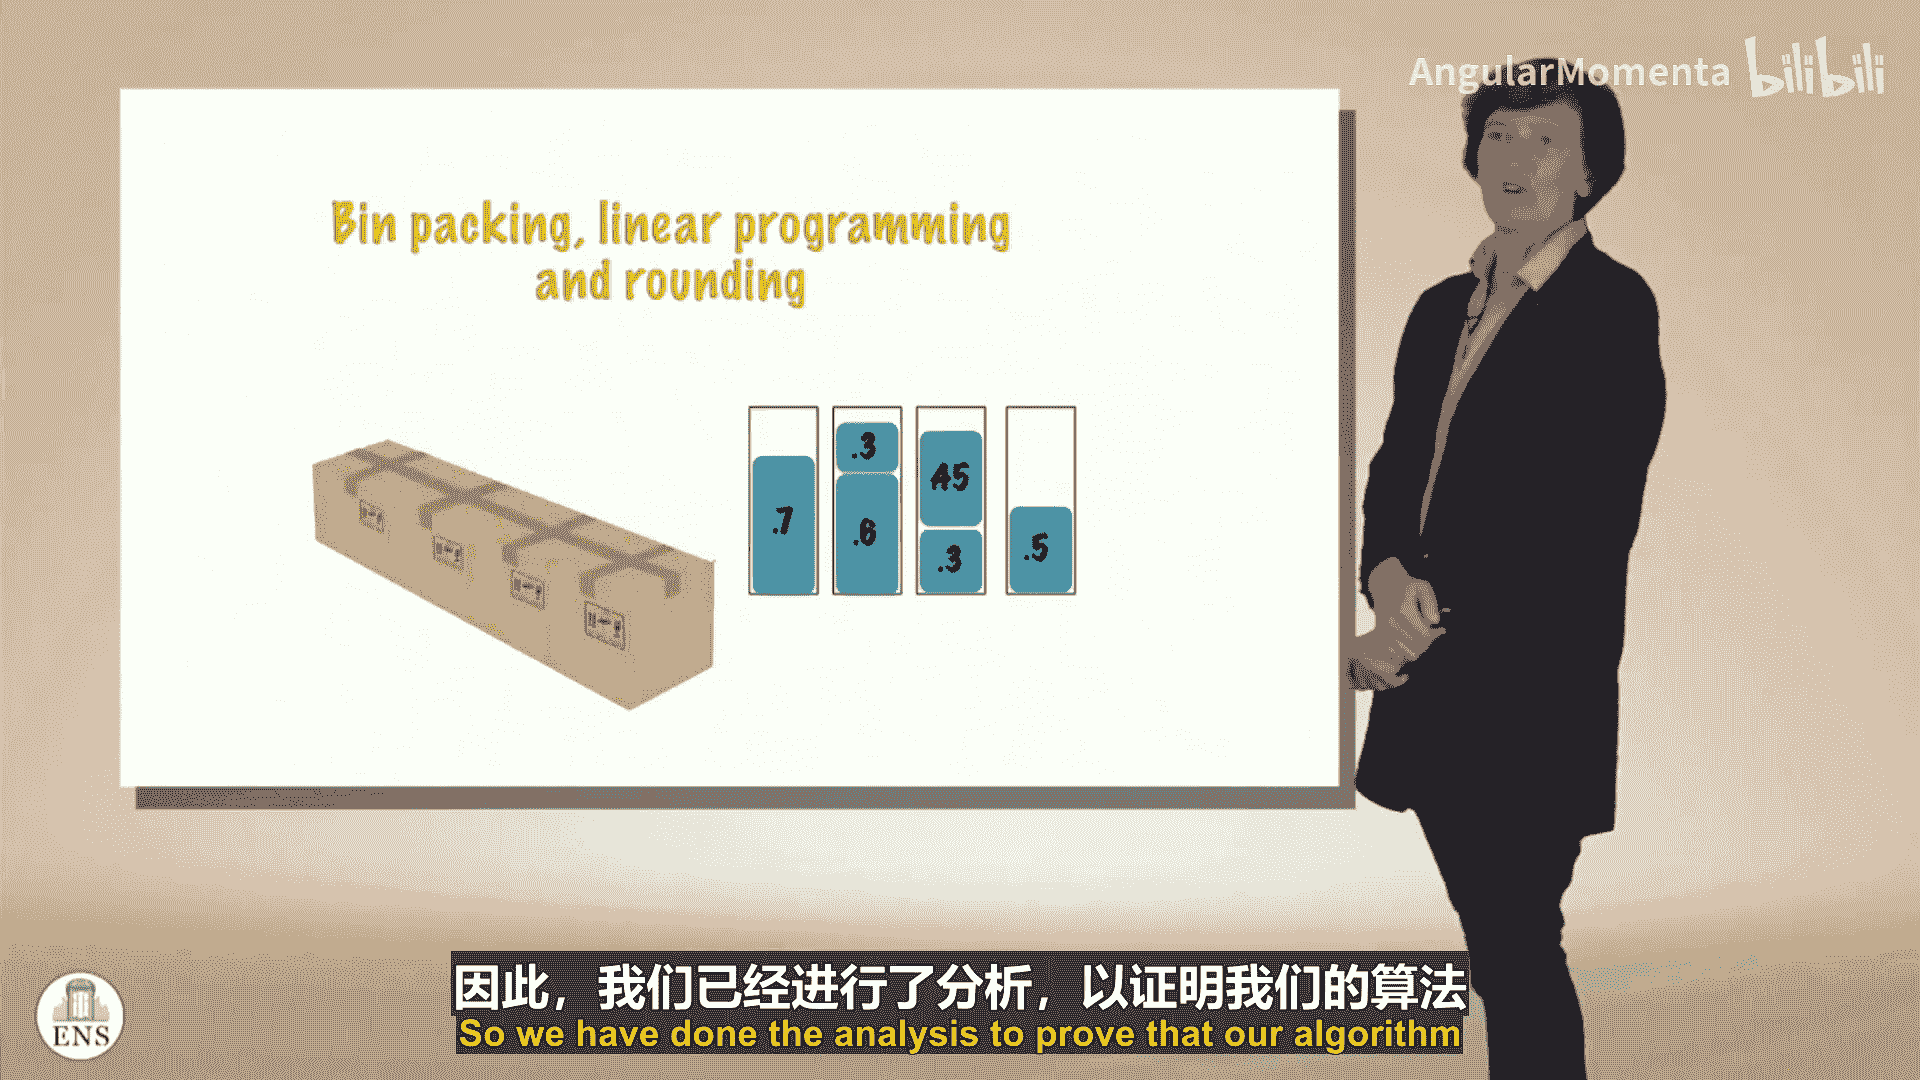 AngularMomenta bilibili
Bin packing, linear programming
and rounding
.3
.45
.7
.6
.3
.5
因此，我们已经进行了分析，以证明我们的算法
So we have done the analysis to prove that our algorithm
ENS